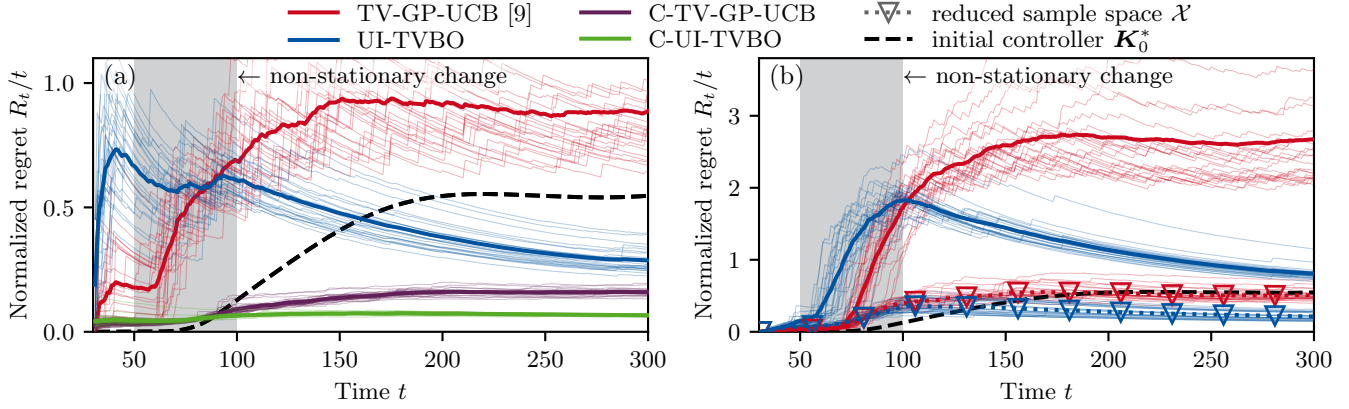 TV-GP-UCB [9]
UI-TVBO
C-TV-GP-UCB
C-UI-TVBO
reduced sample space 𝒳
initial controller K₀*
(a)
← non-stationary change
Normalized regret Rₜ/t
1.0
0.5
0.0
50
100
150
200
250
300
Time t
(b)
← non-stationary change
Normalized regret Rₜ/t
3
2
1
0
50
100
150
200
250
300
Time t